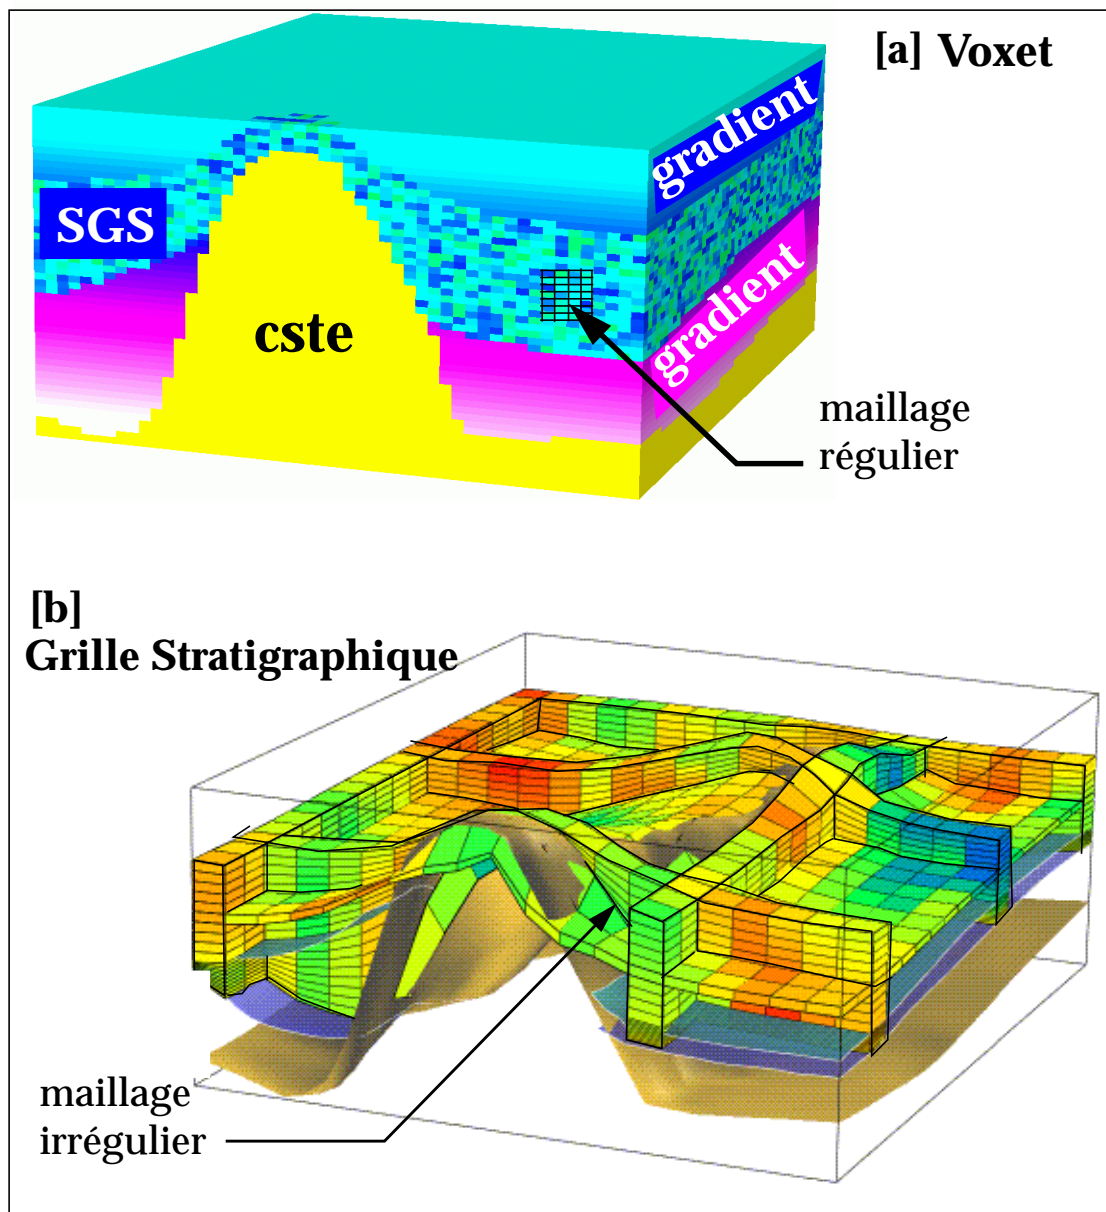 [a] Voxet
gradient
SGS
gradient
cste
maillage
régulier
[b]
Grille Stratigraphique
maillage
irrégulier